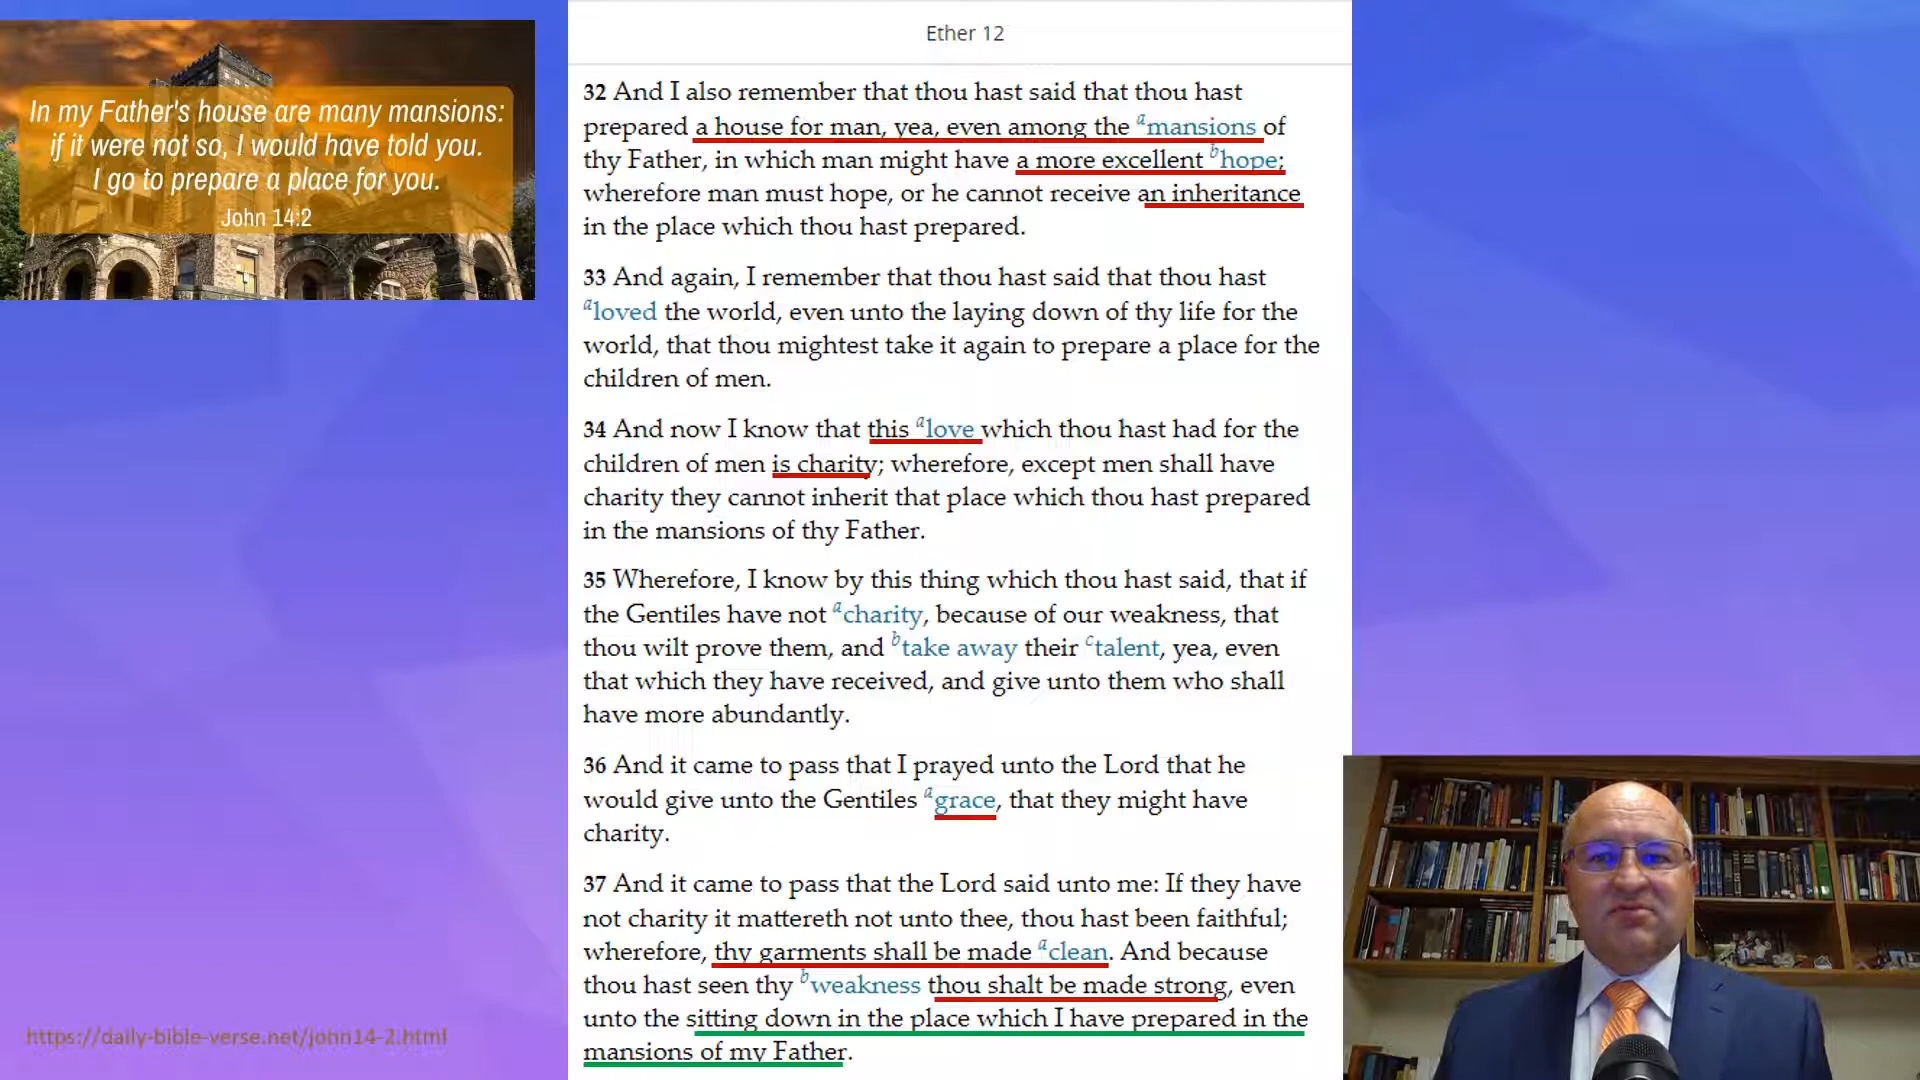 In my Father's house are many mansions:
if it were not so, I would have told you.
I go to prepare a place for you.
John 14:2
https://daily-bible-verse.net/john14-2.html
Ether 12
32 And I also remember that thou hast said that thou hast
prepared a house for man, yea, even among the a mansions of
thy Father, in which man might have a more excellent b hope;
wherefore man must hope, or he cannot receive an inheritance
in the place which thou hast prepared.
33 And again, I remember that thou hast said that thou hast
a loved the world, even unto the laying down of thy life for the
world, that thou mightest take it again to prepare a place for the
children of men.
34 And now I know that this a love which thou hast had for the
children of men is charity; wherefore, except men shall have
charity they cannot inherit that place which thou hast prepared
in the mansions of thy Father.
35 Wherefore, I know by this thing which thou hast said, that if
the Gentiles have not a charity, because of our weakness, that
thou wilt prove them, and b take away their c talent, yea, even
that which they have received, and give unto them who shall
have more abundantly.
36 And it came to pass that I prayed unto the Lord that he
would give unto the Gentiles a grace, that they might have
charity.
37 And it came to pass that the Lord said unto me: If they have
not charity it mattereth not unto thee, thou hast been faithful;
wherefore, thy garments shall be made a clean. And because
thou hast seen thy b weakness thou shalt be made strong, even
unto the sitting down in the place which I have prepared in the
mansions of my Father.